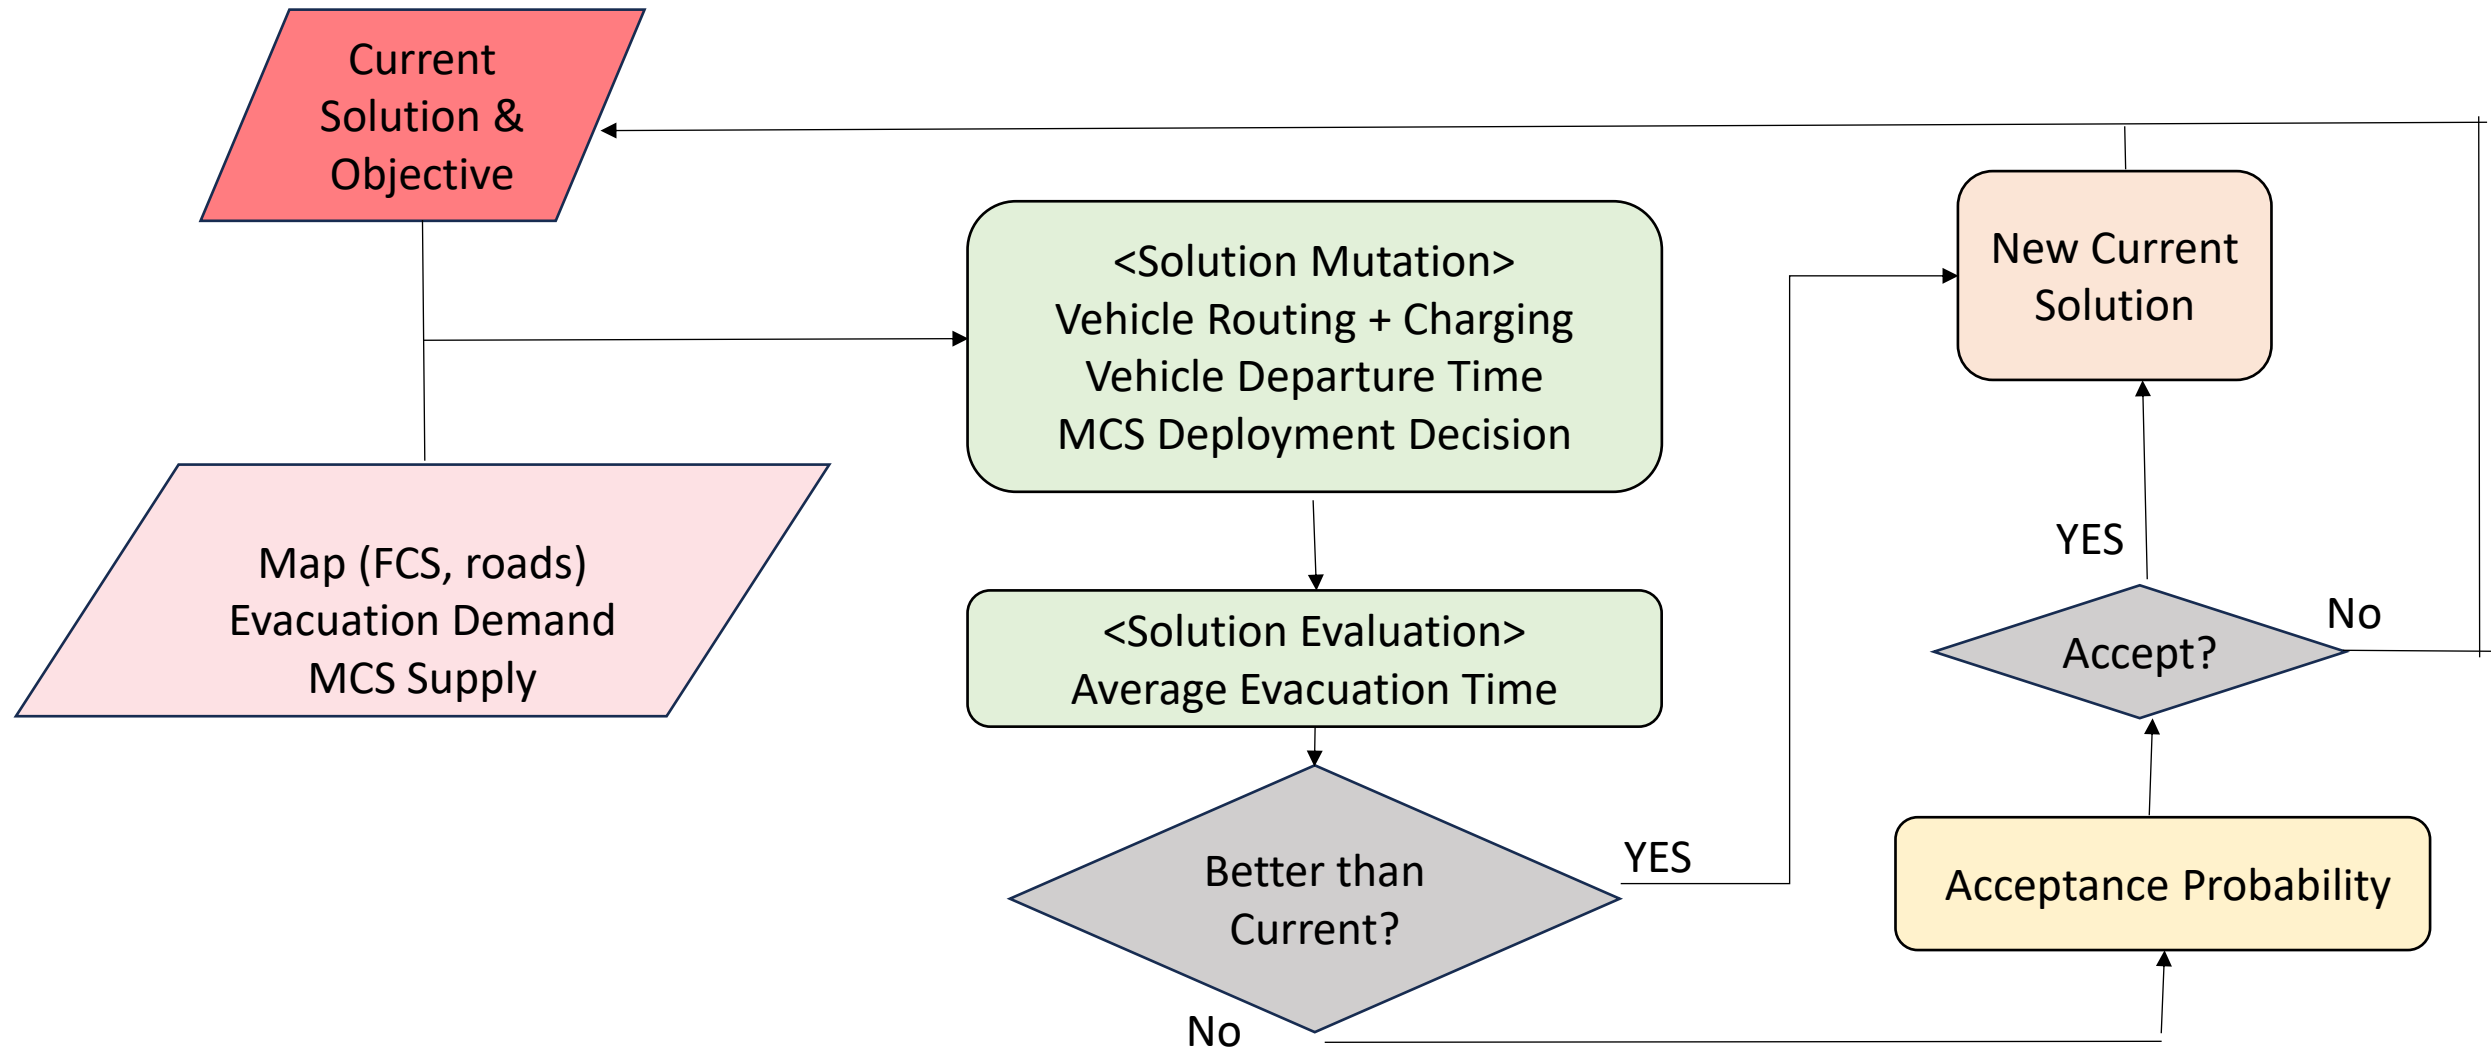 Current
Solution &
Objective
Map (FCS, roads)
Evacuation Demand
MCS Supply
<Solution Mutation>
Vehicle Routing + Charging
Vehicle Departure Time
MCS Deployment Decision
<Solution Evaluation>
Average Evacuation Time
Better than
Current?
YES
No
New Current
Solution
YES
Accept?
No
Acceptance Probability